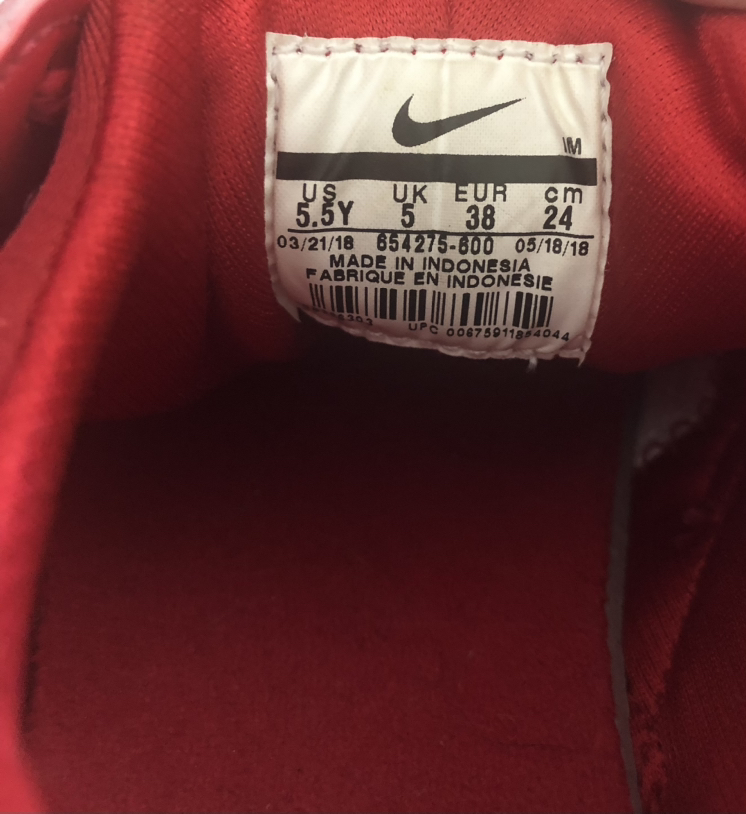 IM
US UK EUR cm
5.5Y 5 38 24
03/21/18 654275-600 05/18/18
MADE IN INDONESIA
FABRIQUE EN INDONESIE
UPC 00675911854044